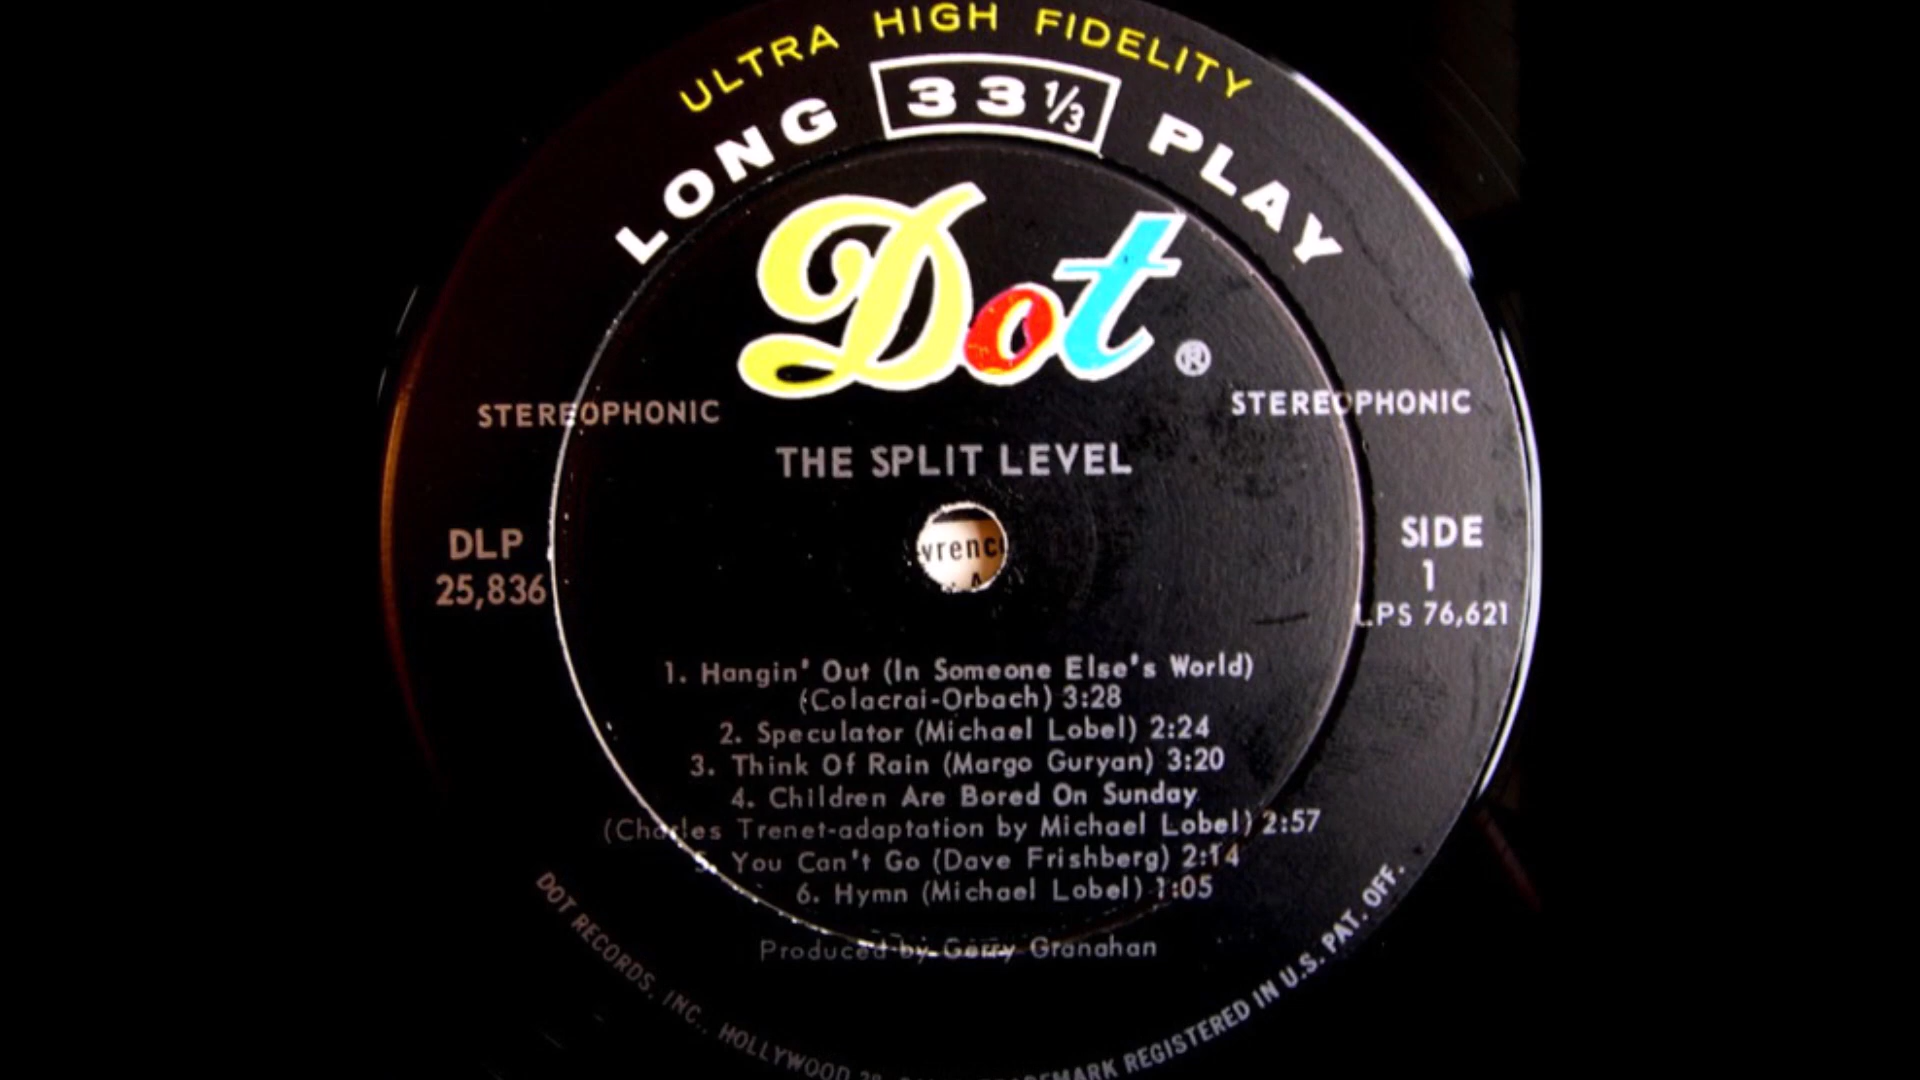 ULTRA HIGH FIDELITY
LONG 33 1/3 PLAY
Dot ®
STEREOPHONIC STEREOPHONIC
THE SPLIT LEVEL
DLP
25,836
SIDE
1
LPS 76,621
1. Hangin' Out (In Someone Else's World)
(Colacrai-Orbach) 3:28
2. Speculator (Michael Lobel) 2:24
3. Think Of Rain (Margo Guryan) 3:20
4. Children Are Bored On Sunday
(Charles Trenet-adaptation by Michael Lobel) 2:57
5. You Can't Go (Dave Frishberg) 2:14
6. Hymn (Michael Lobel) 1:05
Produced by Gerry Granahan
DOT RECORDS, INC., HOLLYWOOD
REGISTERED IN U.S. PAT. OFF.